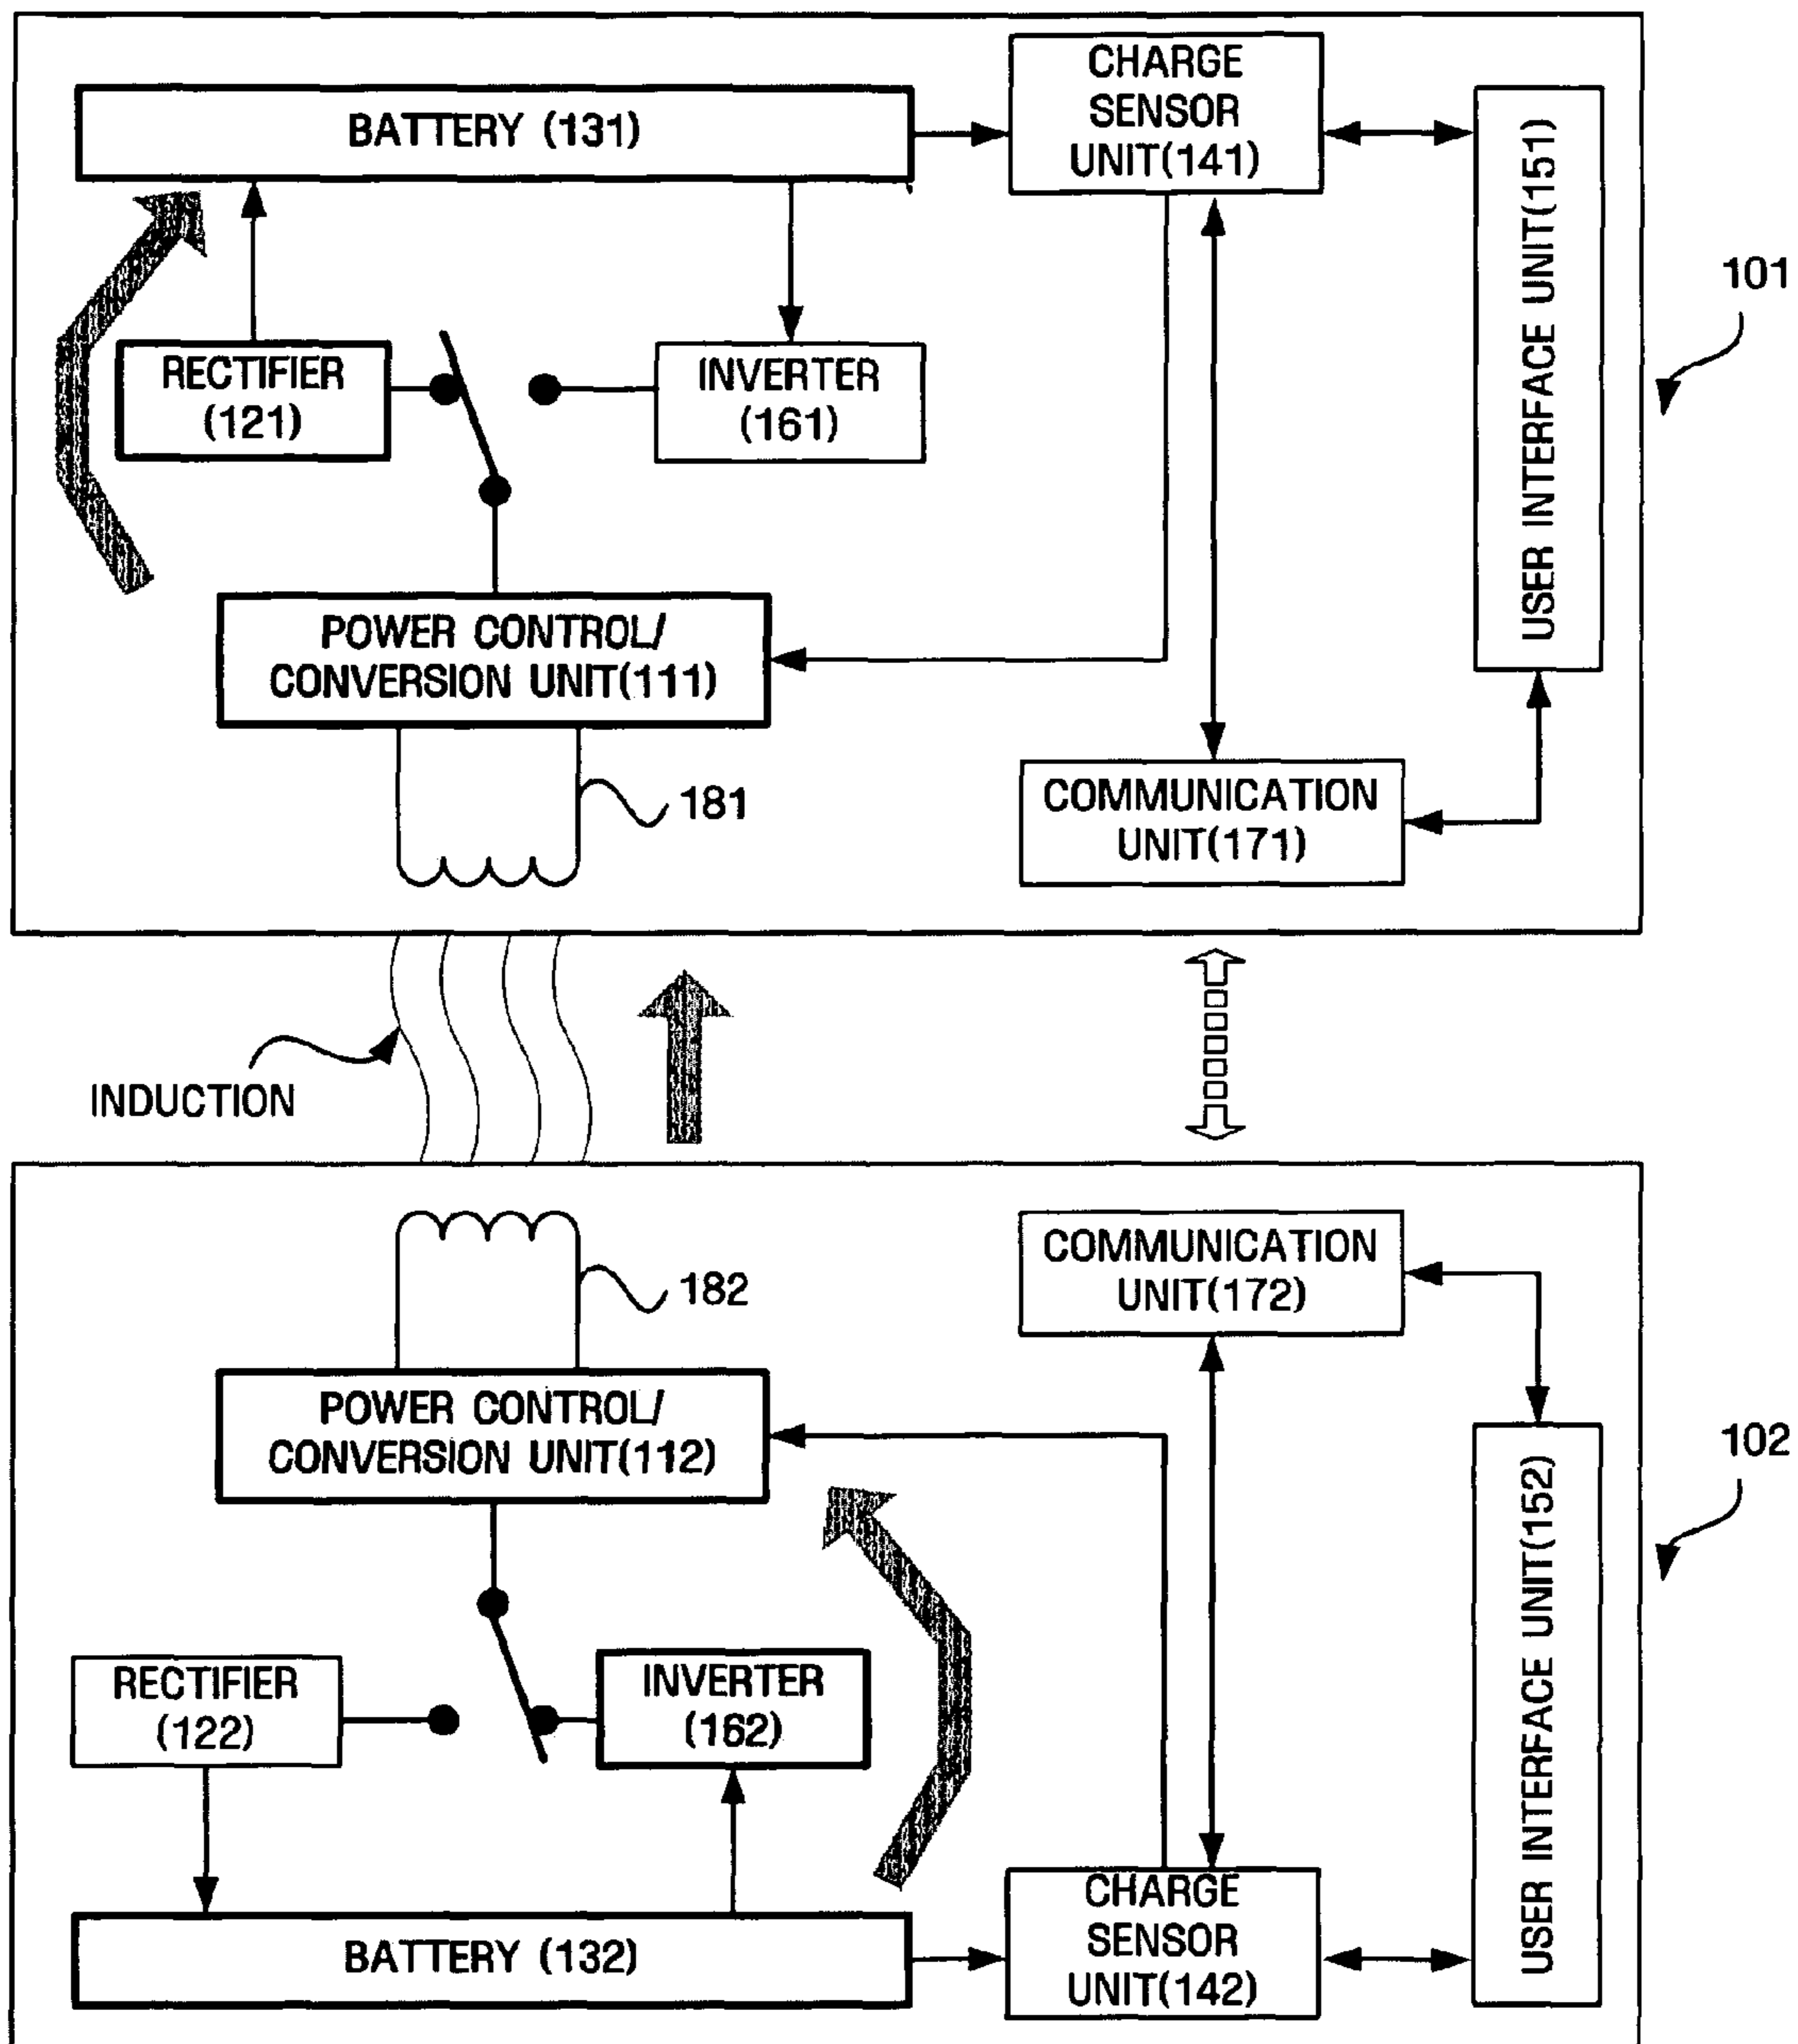 CHARGE
SENSOR
UNIT(141)
BATTERY (131)
USER INTERFACE UNIT(151)
101
RECTIFIER
(121)
INVERTER
(161)
POWER CONTROL/
CONVERSION UNIT(111)
181
COMMUNICATION
UNIT(171)
INDUCTION
COMMUNICATION
UNIT(172)
182
POWER CONTROL/
CONVERSION UNIT(112)
102
USER INTERFACE UNIT(152)
RECTIFIER
(122)
INVERTER
(162)
CHARGE
SENSOR
UNIT(142)
BATTERY (132)